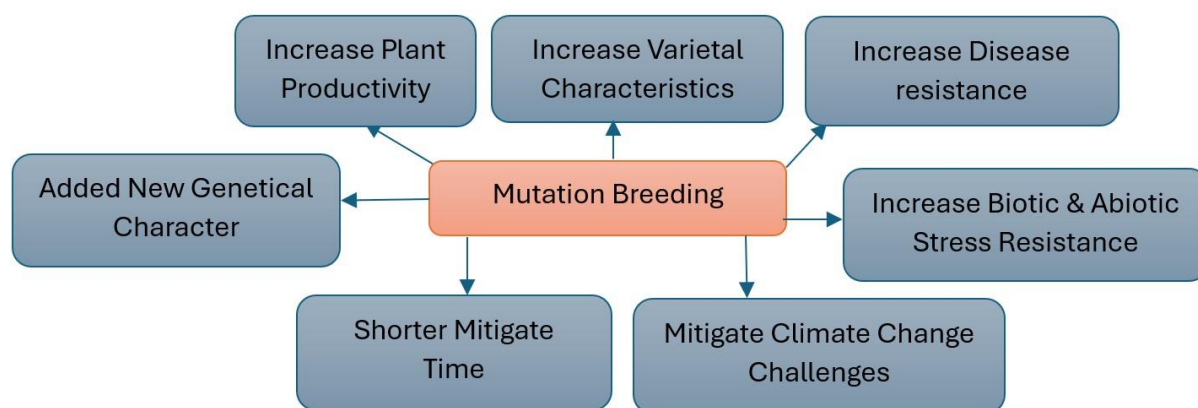 Increase Plant
Productivity
Increase Varietal
Characteristics
Increase Disease
resistance
Added New Genetical
Character
Mutation Breeding
Increase Biotic & Abiotic
Stress Resistance
Shorter Mitigate
Time
Mitigate Climate Change
Challenges